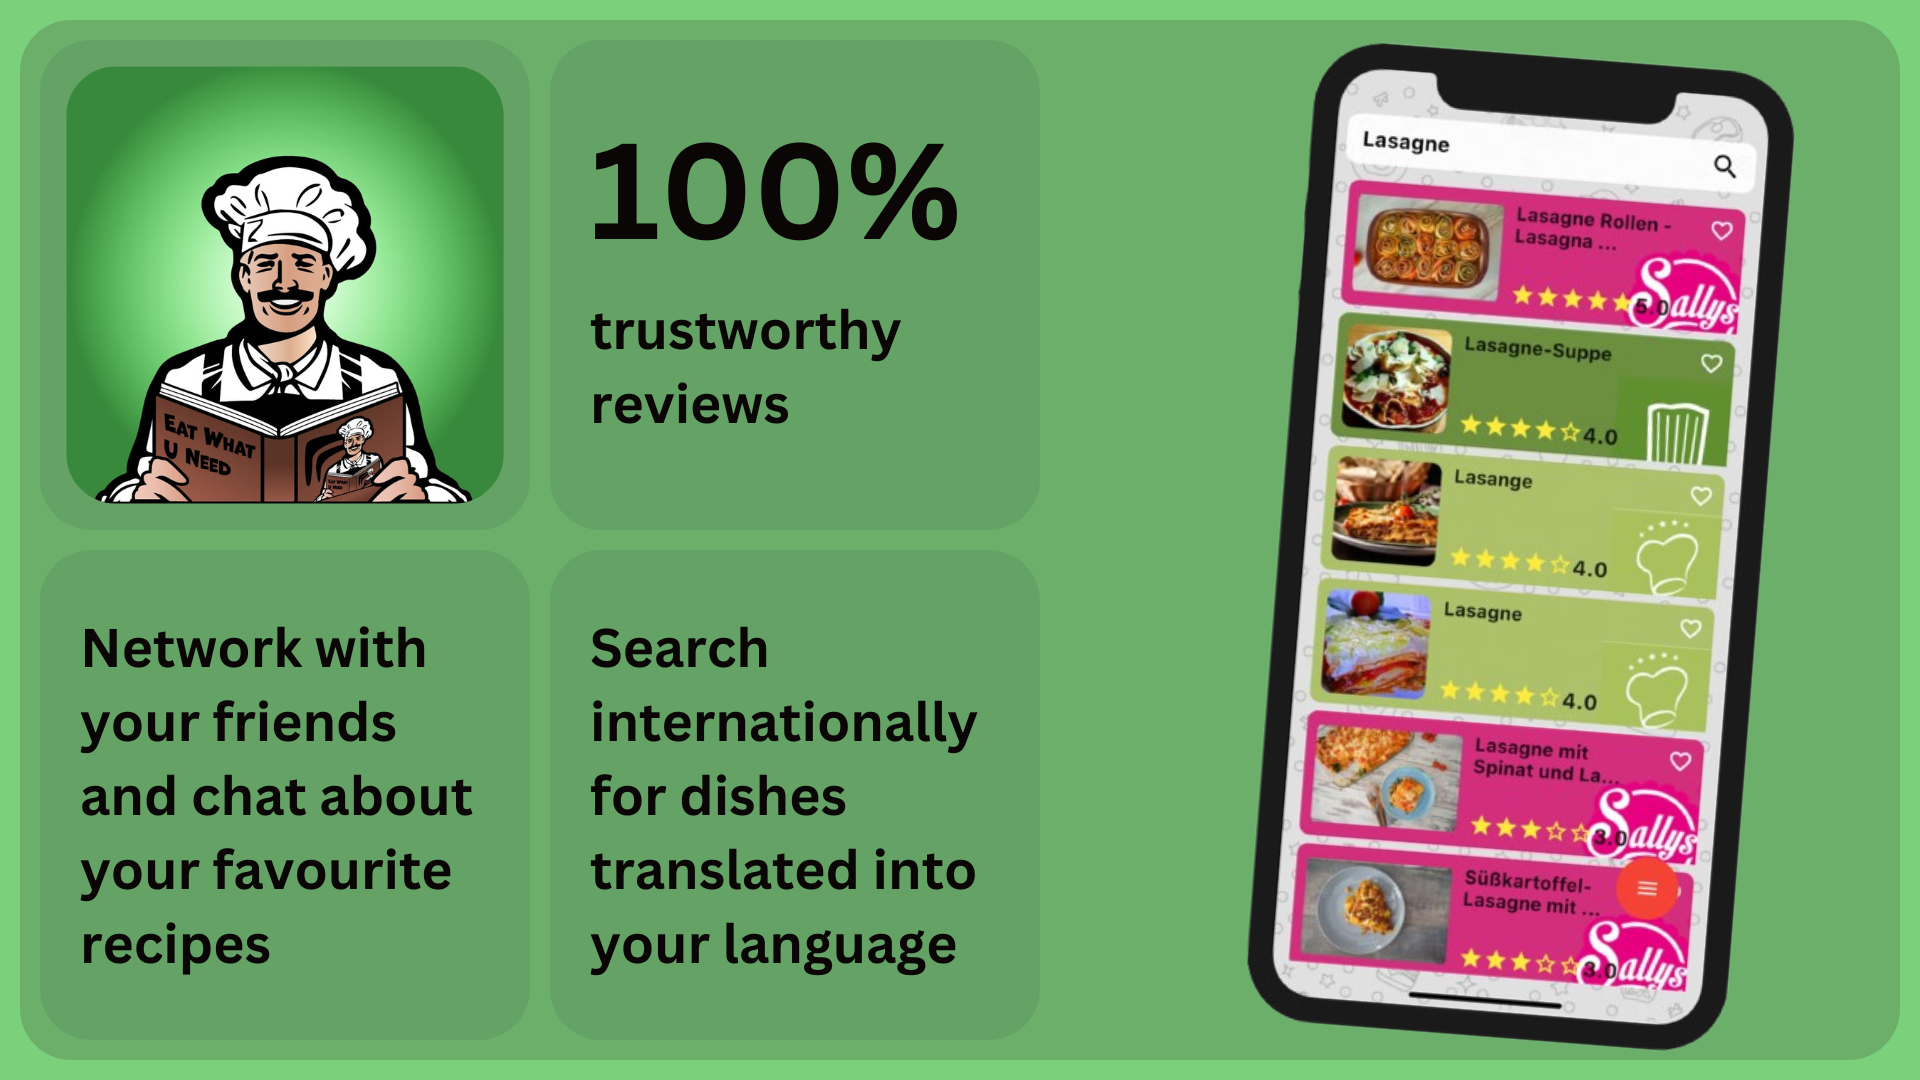 EAT WHAT
U NEED
100%
trustworthy
reviews
Network with
your friends
and chat about
your favourite
recipes
Search
internationally
for dishes
translated into
your language
Lasagne
Lasagne Rollen -
Lasagna ...
5.0
Sallys
Lasagne-Suppe
4.0
Lasange
4.0
Lasagne
4.0
Lasagne mit
Spinat und La...
3.0
Sallys
Süßkartoffel-
Lasagne mit ...
3.0
Sallys